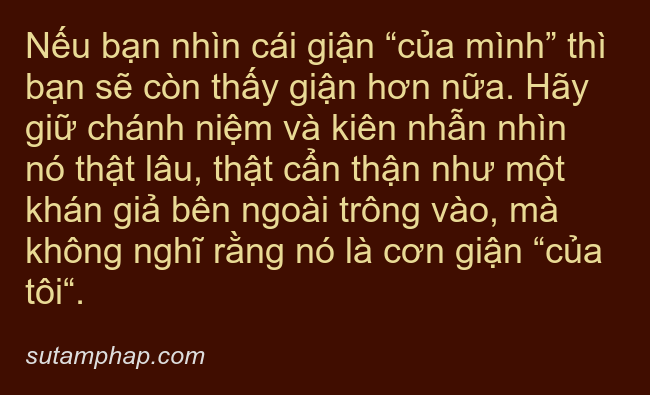 Nếu bạn nhìn cái giận “của mình” thì
bạn sẽ còn thấy giận hơn nữa. Hãy
giữ chánh niệm và kiên nhẫn nhìn
nó thật lâu, thật cẩn thận như một
khán giả bên ngoài trông vào, mà
không nghĩ rằng nó là cơn giận “của
tôi“.
sutamphap.com